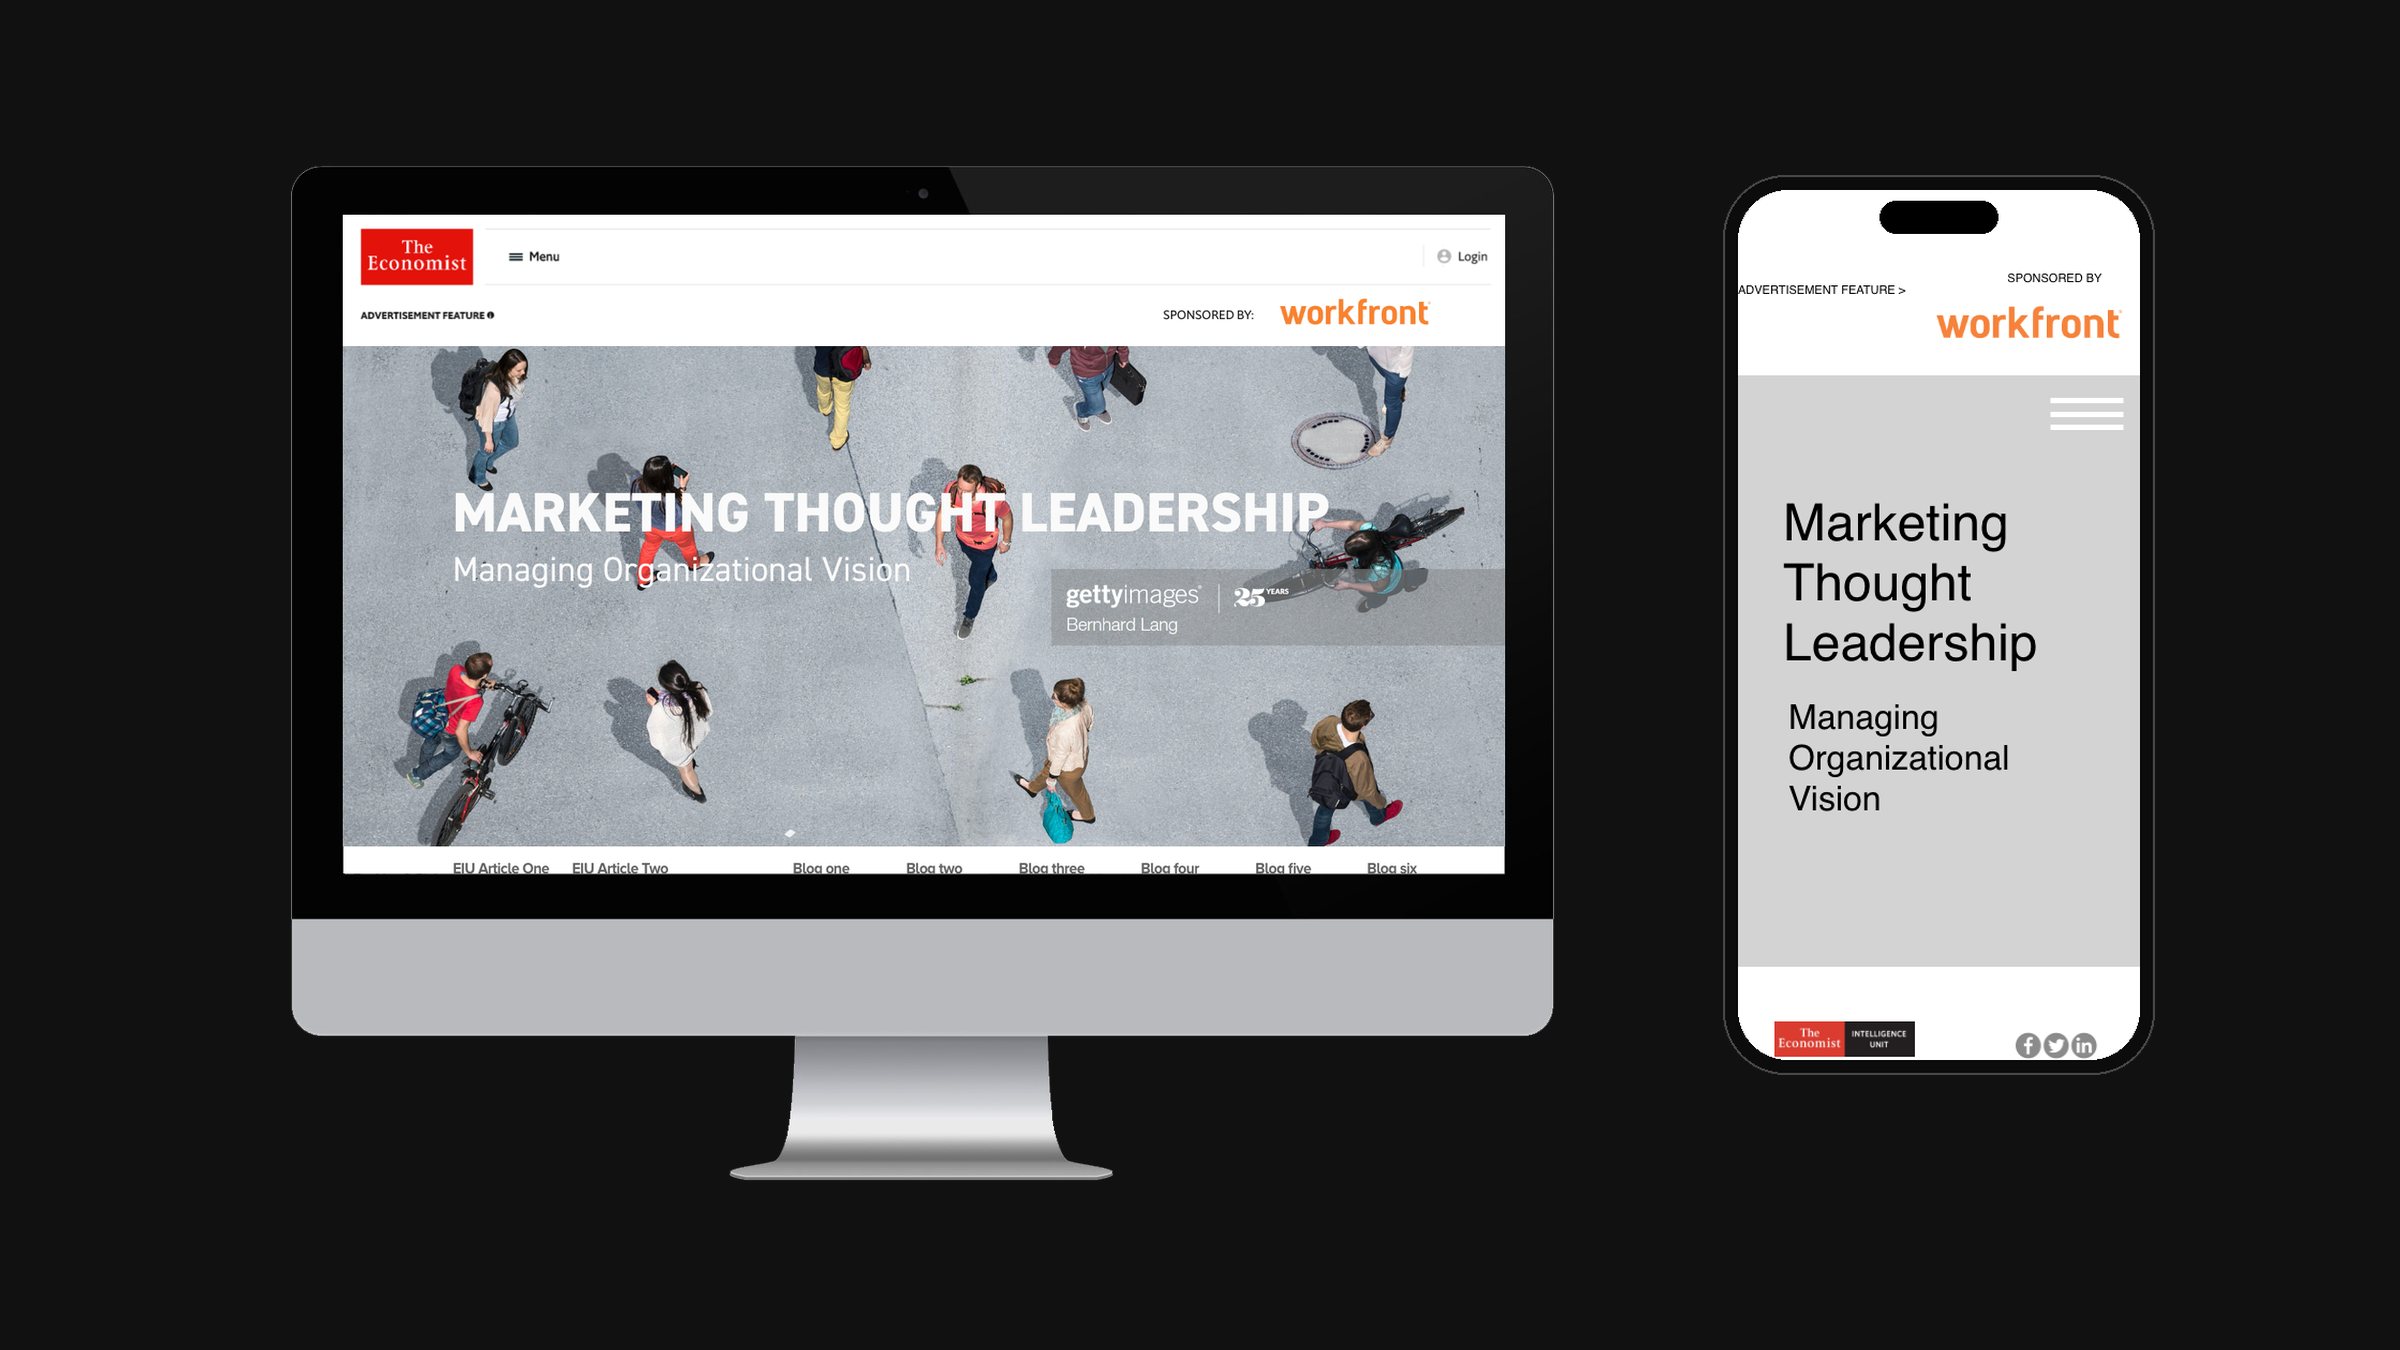 The
Economist
Menu
Login
ADVERTISEMENT FEATURE
SPONSORED BY:
workfront
MARKETING THOUGHT LEADERSHIP
Managing Organizational Vision
gettyimages® | 25 YEARS
Bernhard Lang
EIU Article One
EIU Article Two
Blog one
Blog two
Blog three
Blog four
Blog five
Blog six
SPONSORED BY
ADVERTISEMENT FEATURE >
workfront
Marketing
Thought
Leadership
Managing
Organizational
Vision
The
Economist
INTELLIGENCE
UNIT